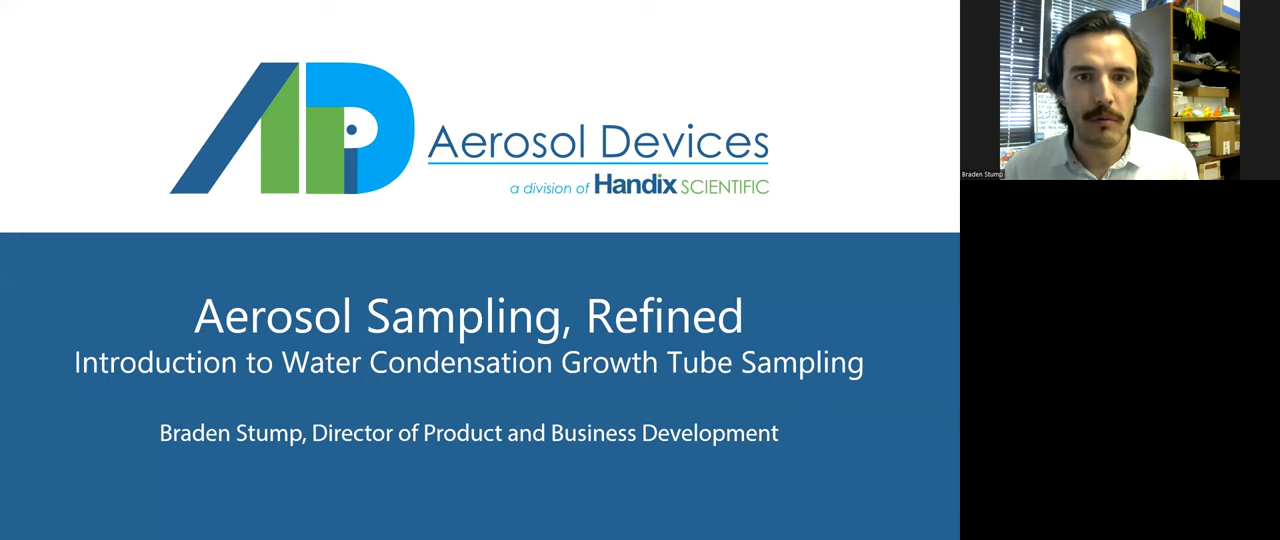 Aerosol Devices
a division of Handix SCIENTIFIC
Aerosol Sampling, Refined
Introduction to Water Condensation Growth Tube Sampling
Braden Stump, Director of Product and Business Development
Braden Stump